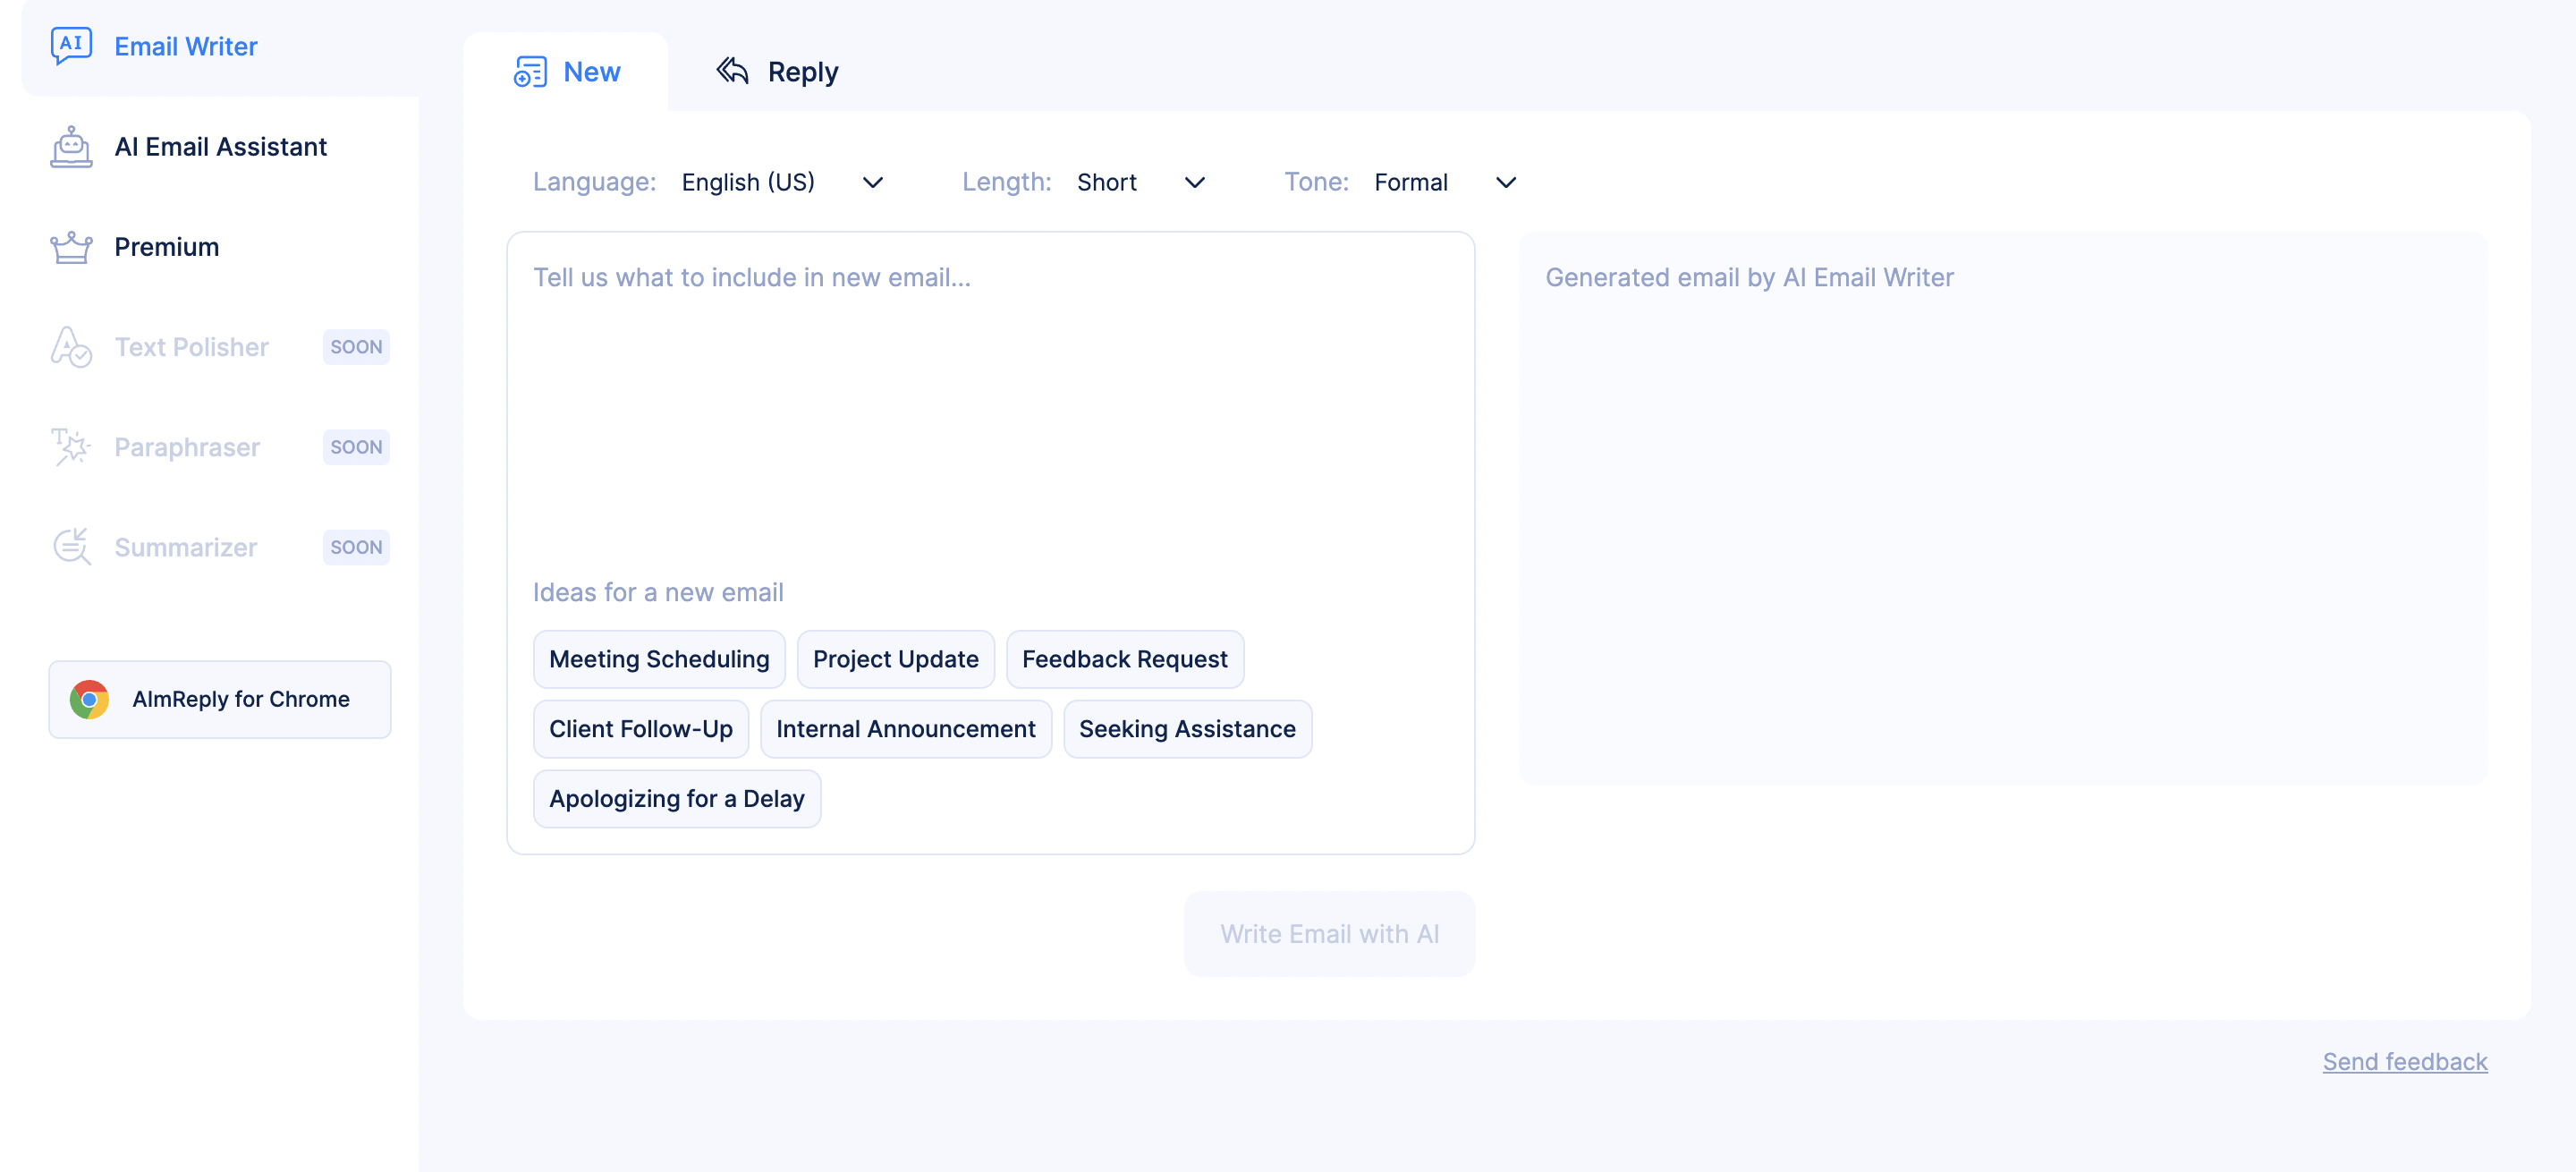 AI
Email Writer
AI Email Assistant
Premium
Text Polisher SOON
Paraphraser SOON
Summarizer SOON
AImReply for Chrome
New
Reply
Language: English (US)
Length: Short
Tone: Formal
Tell us what to include in new email...
Ideas for a new email
Meeting Scheduling
Project Update
Feedback Request
Client Follow-Up
Internal Announcement
Seeking Assistance
Apologizing for a Delay
Write Email with AI
Generated email by AI Email Writer
Send feedback